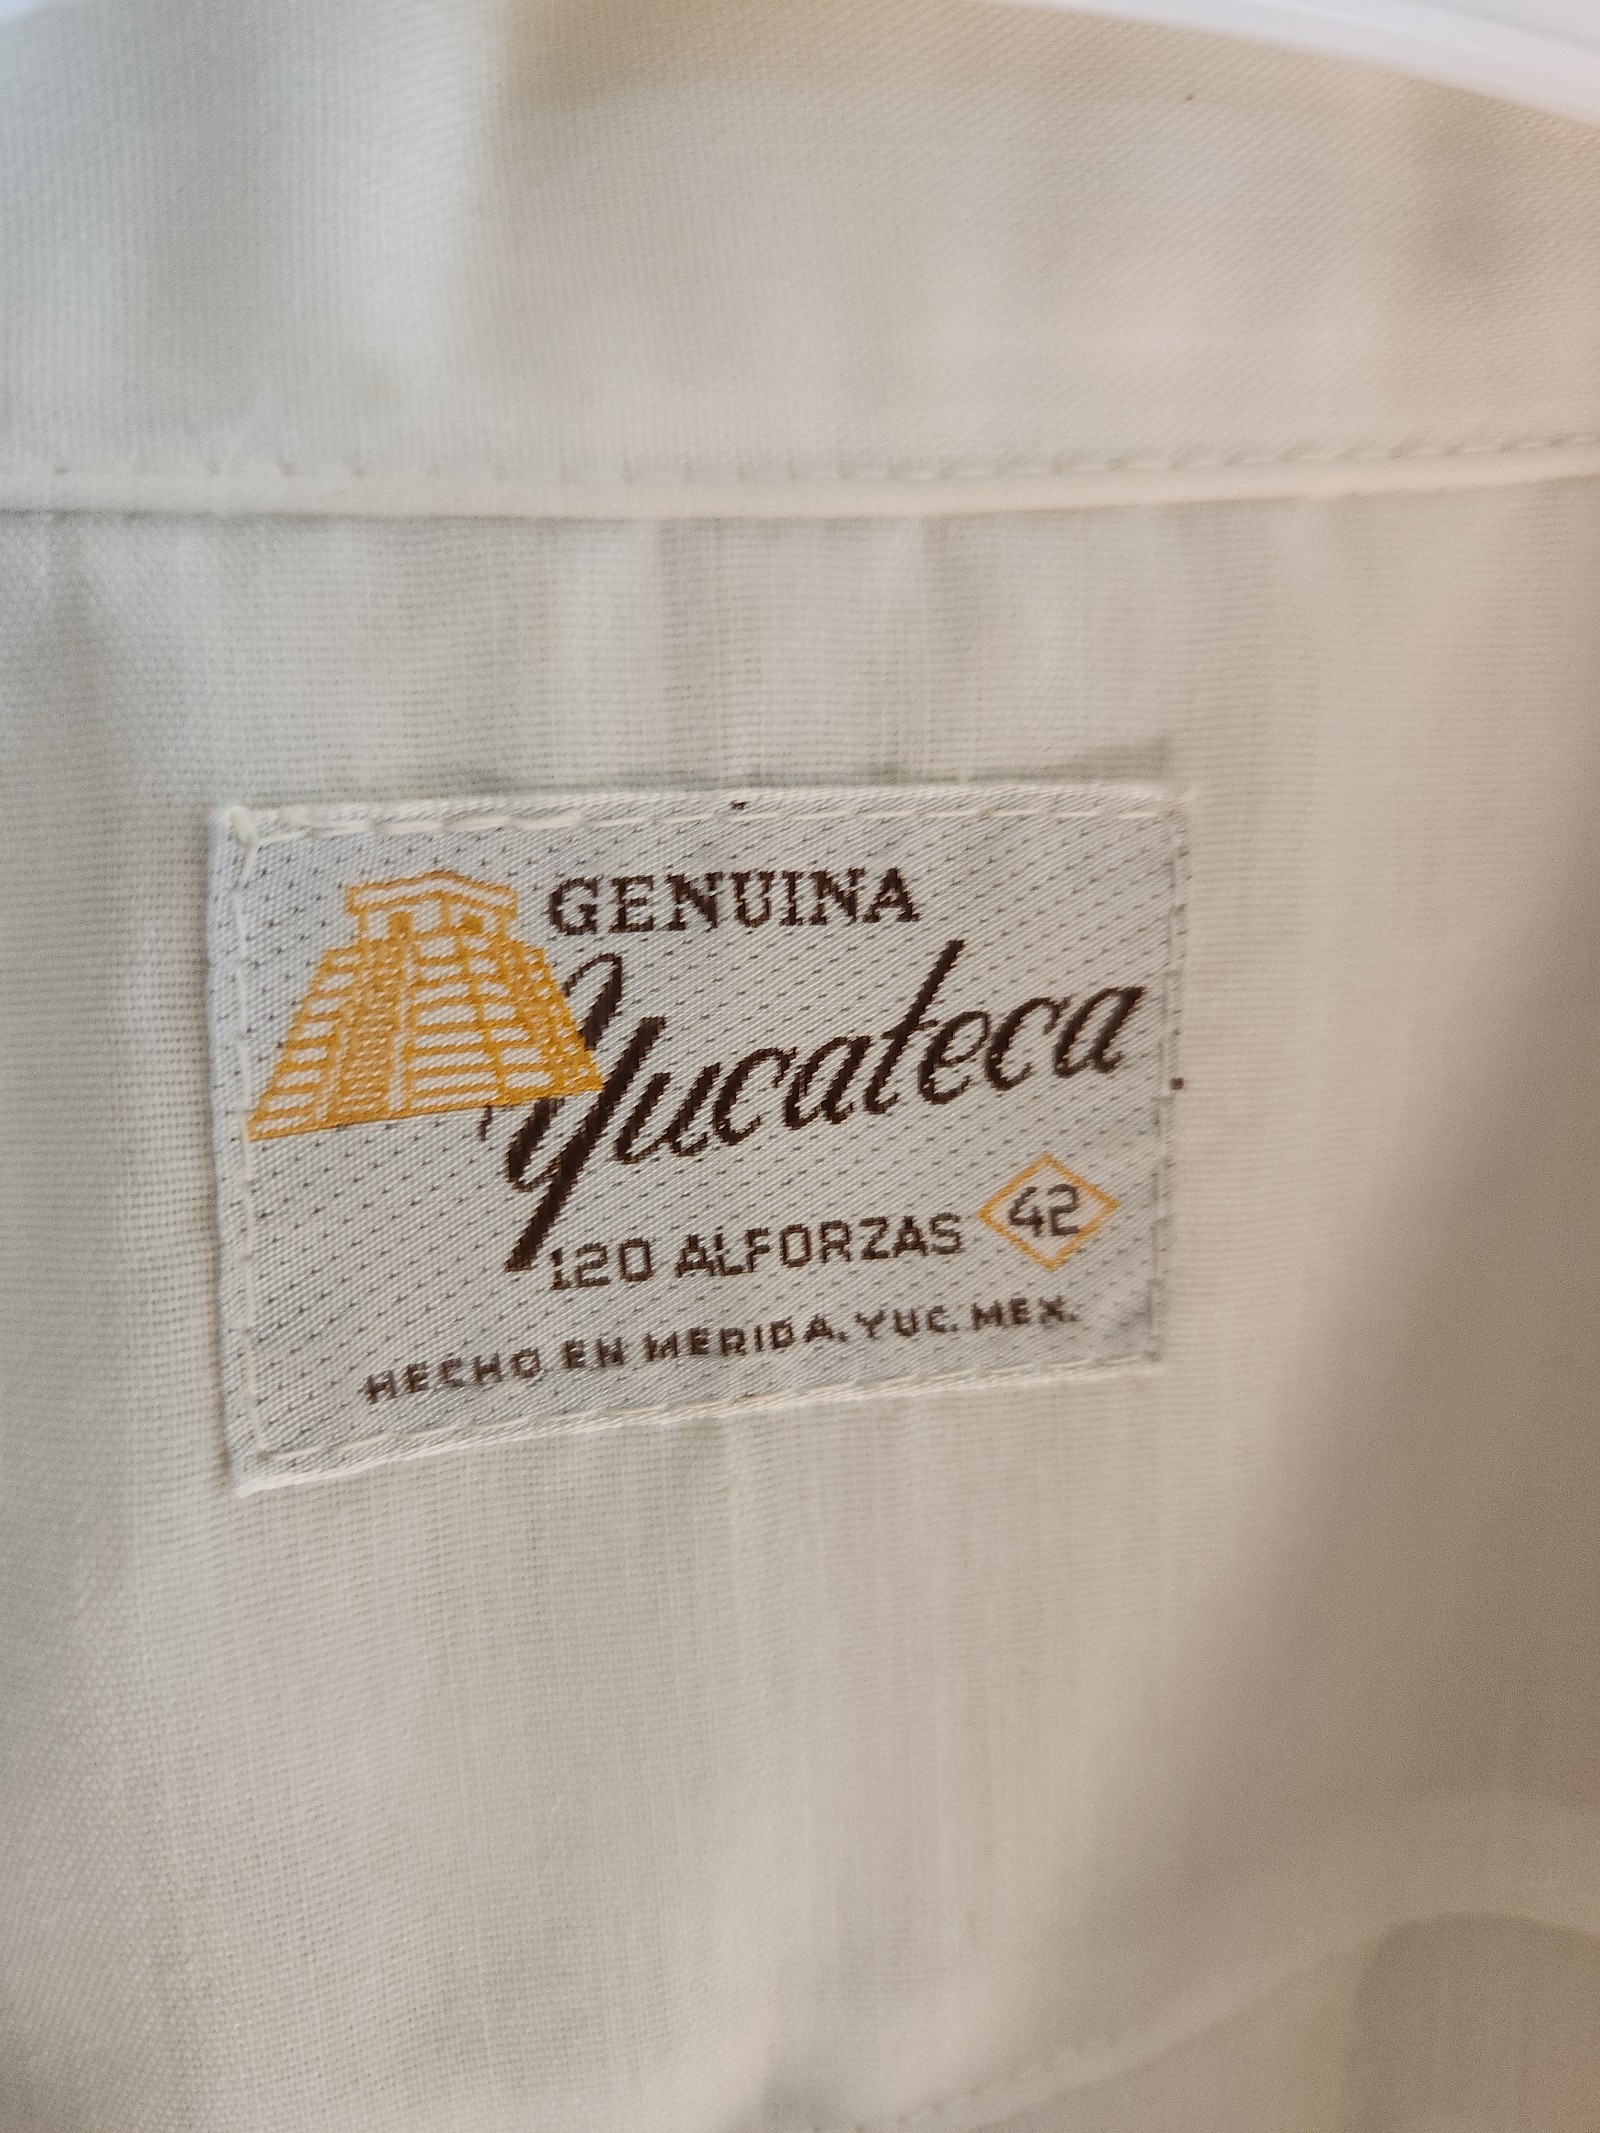 GENUINA
Yucateca
120 ALFORZAS 42
HECHO EN MERIDA, YUC. MEX.